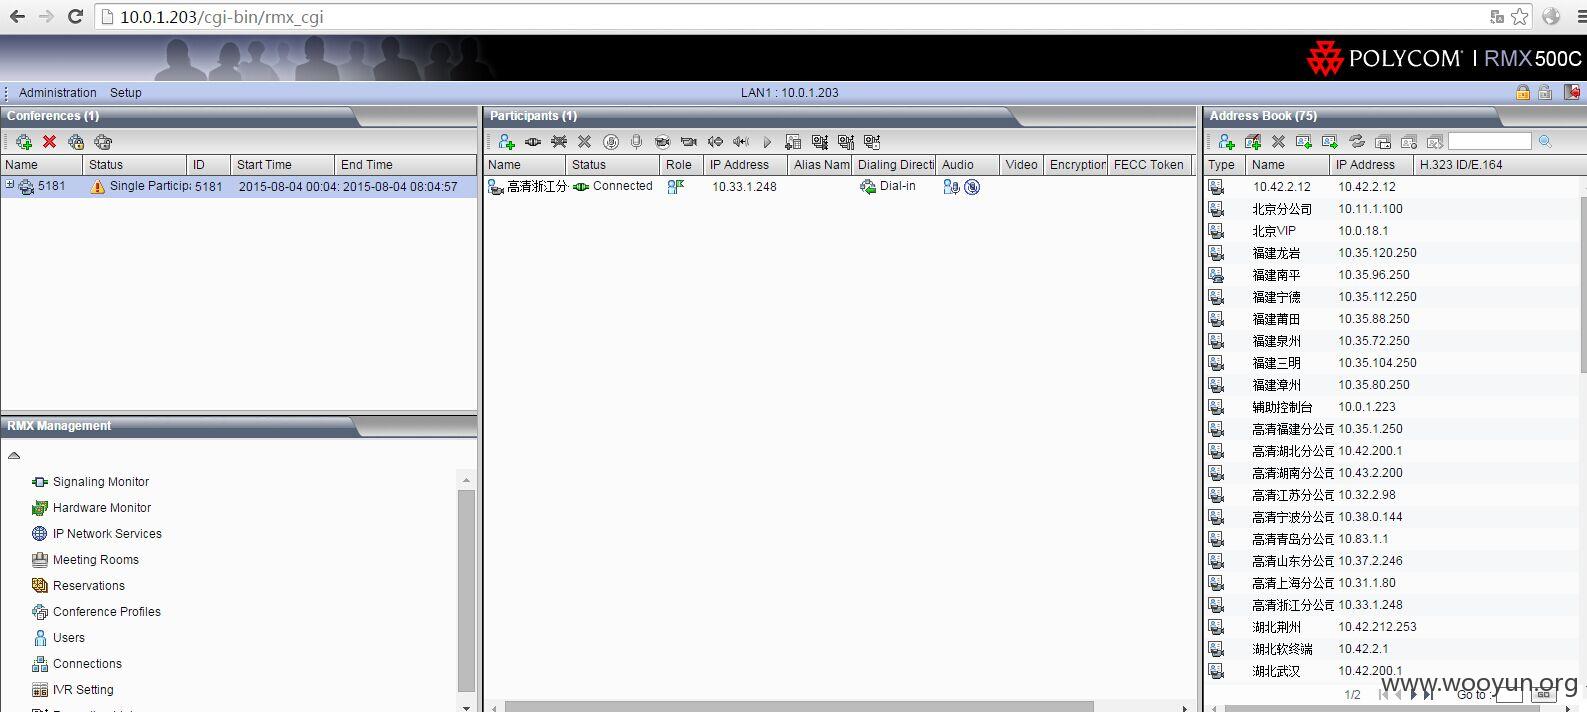 10.0.1.203/cgi-bin/rmx_cgi
POLYCOM | RMX500C
Administration Setup LAN1 : 10.0.1.203
Conferences (1)
Name Status ID Start Time End Time
5181 Single Particip 5181 2015-08-04 00:04: 2015-08-04 08:04:57
RMX Management
Signaling Monitor
Hardware Monitor
IP Network Services
Meeting Rooms
Reservations
Conference Profiles
Users
Connections
IVR Setting
Participants (1)
Name Status Role IP Address Alias Nam Dialing Directi Audio Video Encryption FECC Token
高清浙江分 Connected 10.33.1.248 Dial-in
Address Book (75)
Type Name IP Address H.323 ID/E.164
10.42.2.12 10.42.2.12
北京分公司 10.11.1.100
北京VIP 10.0.18.1
福建龙岩 10.35.120.250
福建南平 10.35.96.250
福建宁德 10.35.112.250
福建莆田 10.35.88.250
福建泉州 10.35.72.250
福建三明 10.35.104.250
福建漳州 10.35.80.250
辅助控制台 10.0.1.223
高清福建分公司 10.35.1.250
高清湖北分公司 10.42.200.1
高清湖南分公司 10.43.2.200
高清江苏分公司 10.32.2.98
高清宁波分公司 10.38.0.144
高清青岛分公司 10.83.1.1
高清山东分公司 10.37.2.246
高清上海分公司 10.31.1.80
高清浙江分公司 10.33.1.248
湖北荆州 10.42.212.253
湖北软终端 10.42.2.1
湖北武汉 10.42.200.1
1/2 Go to : GO
www.wooyun.org